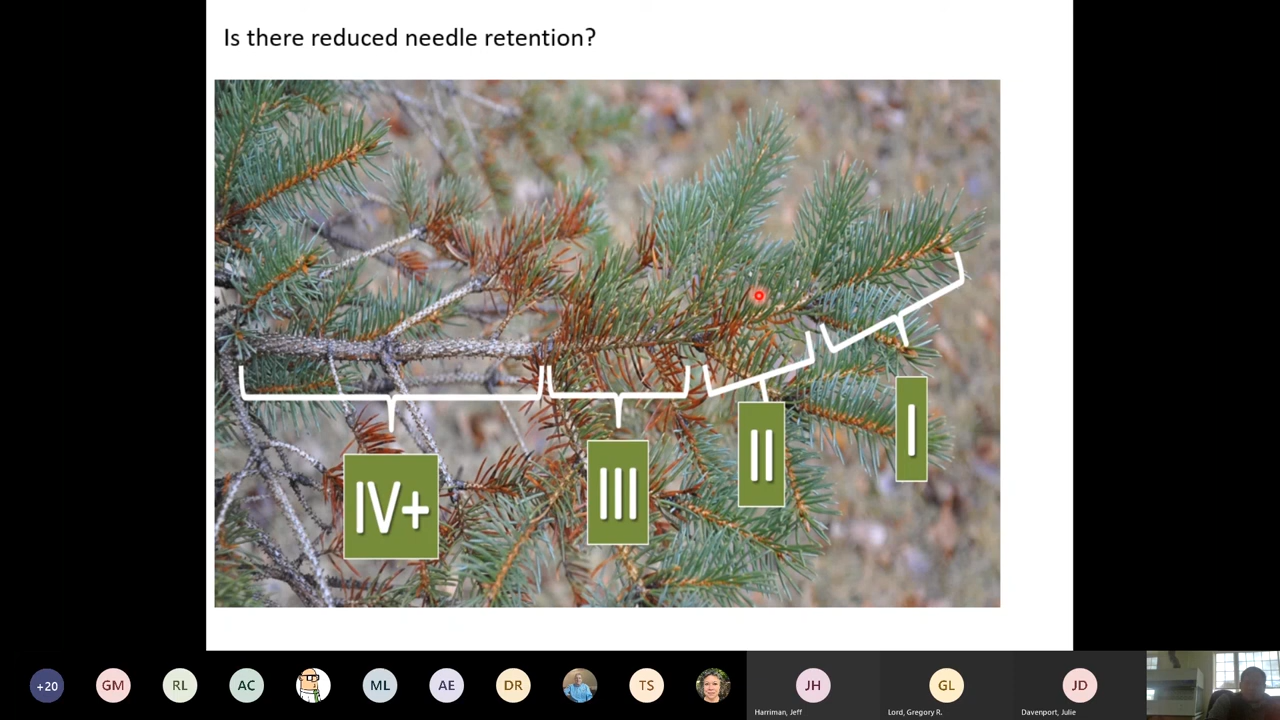 Is there reduced needle retention?
IV+
III
II
I
+20
GM
RL
AC
ML
AE
DR
TS
JH
GL
JD
Harriman, Jeff
Lord, Gregory R.
Davenport, Julie